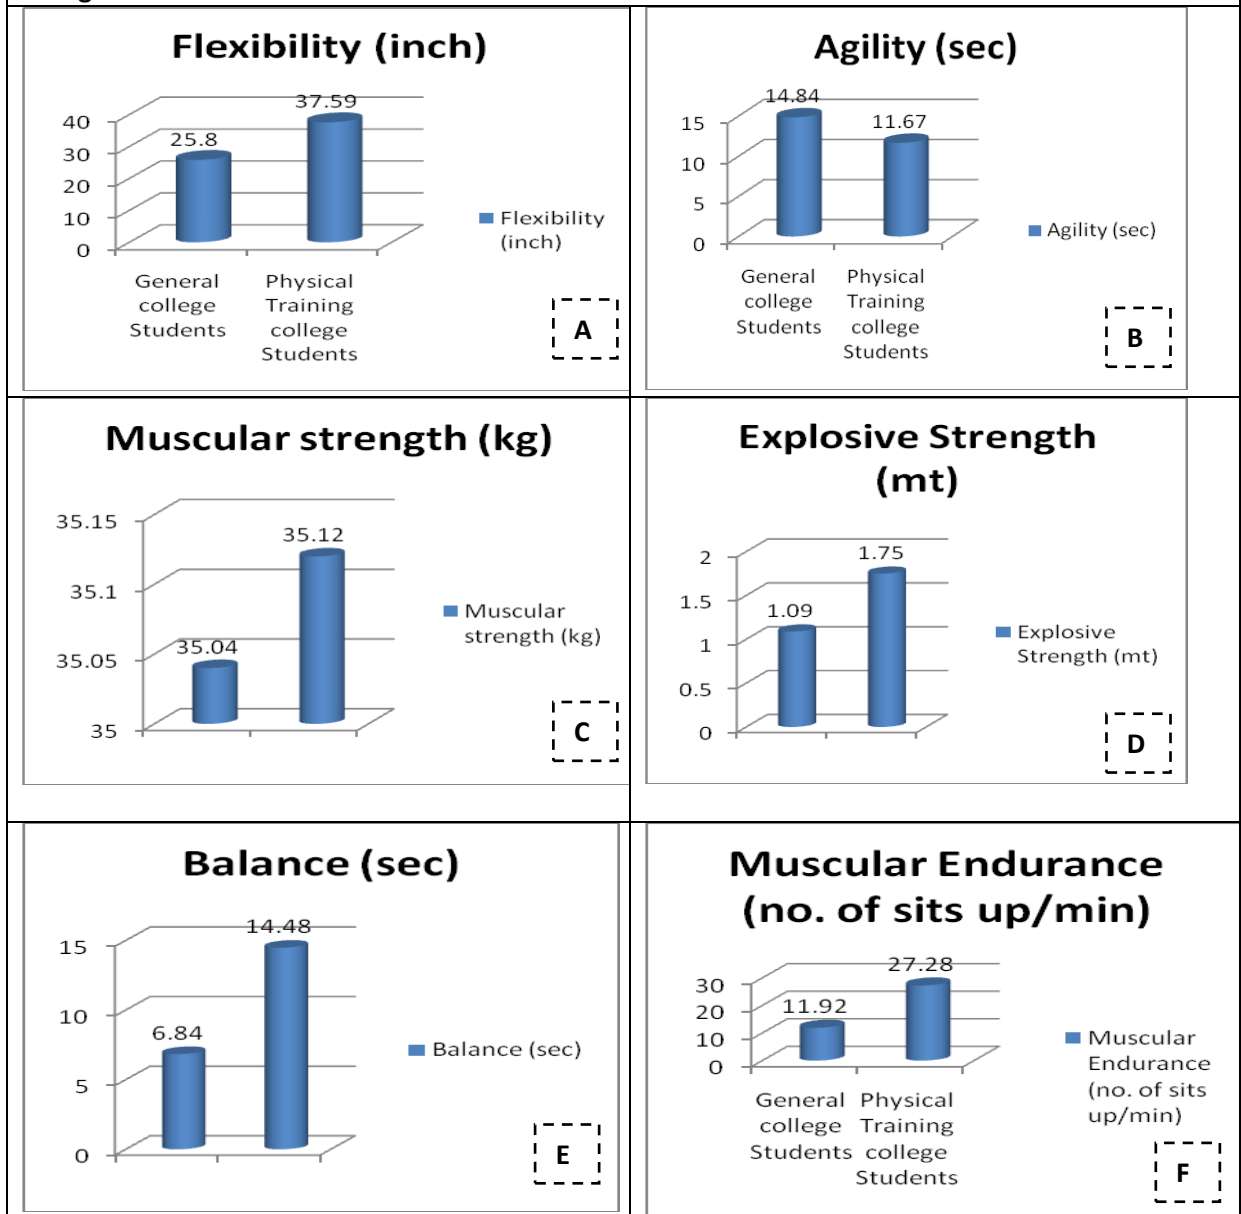 Flexibility (inch)
37.59
25.8
40
30
20
10
0
Flexibility
(inch)
General
college
Students
Physical
Training
college
Students
A
Agility (sec)
14.84
11.67
15
10
5
0
Agility (sec)
General
college
Students
Physical
Training
college
Students
B
Muscular strength (kg)
35.15
35.12
35.1
35.05
35.04
35
Muscular
strength (kg)
C
Explosive Strength
(mt)
2
1.75
1.5
1.09
1
0.5
0
Explosive
Strength (mt)
D
Balance (sec)
14.48
15
10
6.84
5
0
Balance (sec)
E
Muscular Endurance
(no. of sits up/min)
27.28
30
11.92
20
10
0
Muscular
Endurance
(no. of sits
up/min)
General
college
Students
Physical
Training
college
Students
F